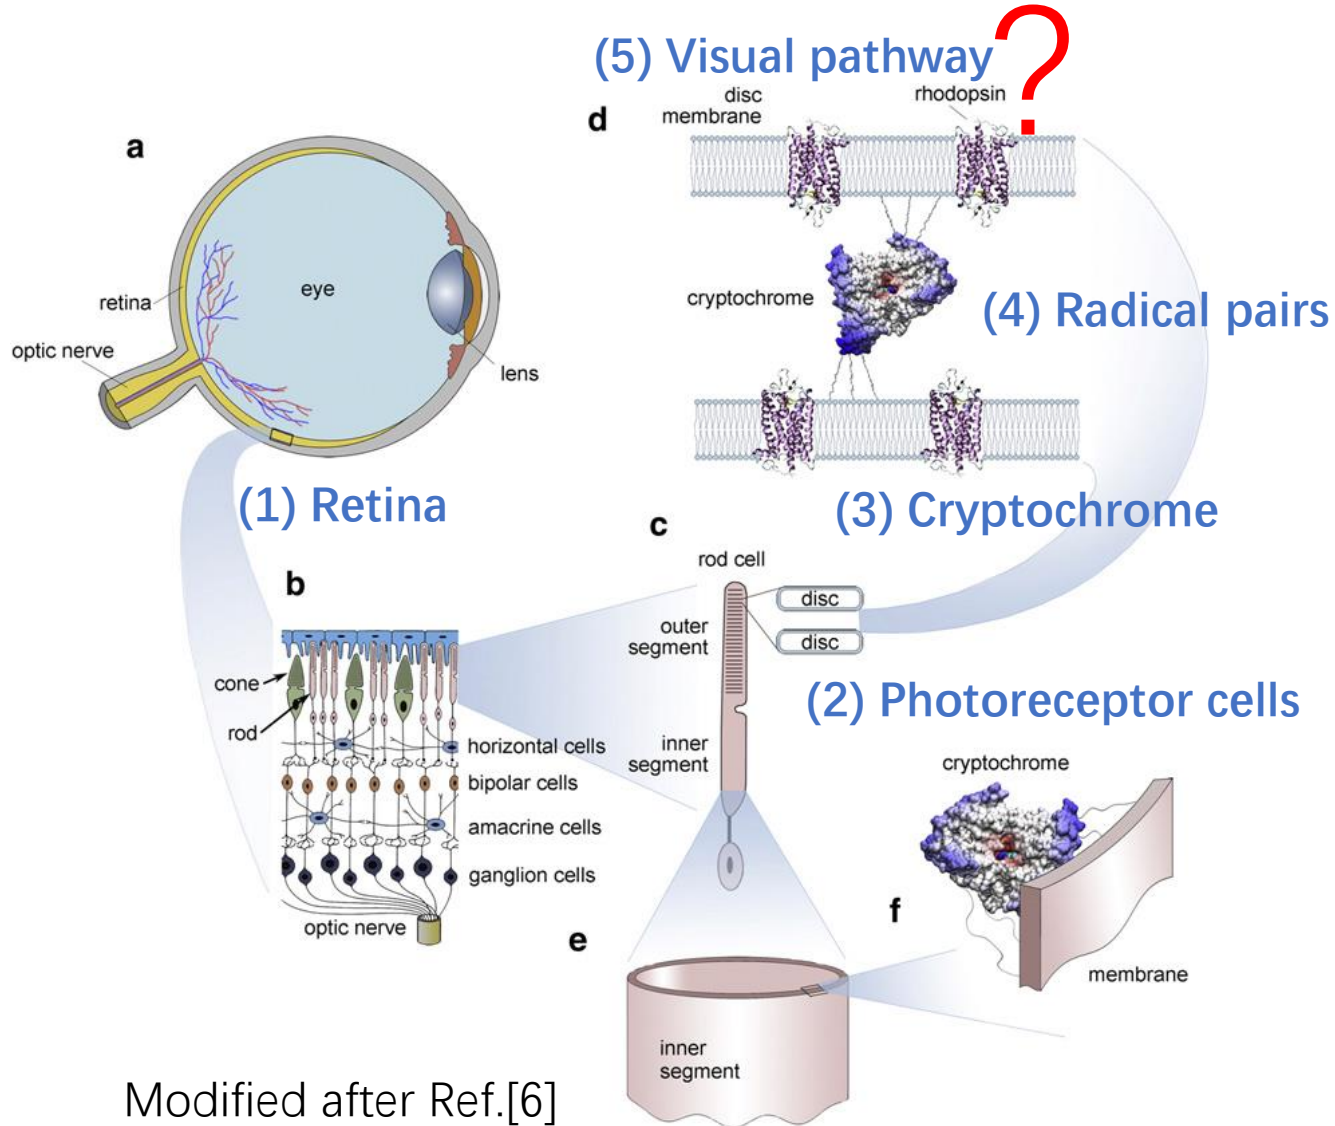 (5) Visual pathway?
a
eye
retina
optic nerve
lens
d
disc
membrane
rhodopsin
cryptochrome
(4) Radical pairs
(1) Retina
(3) Cryptochrome
b
cone
rod
horizontal cells
bipolar cells
amacrine cells
ganglion cells
optic nerve
c
rod cell
outer
segment
disc
disc
inner
segment
(2) Photoreceptor cells
cryptochrome
f
membrane
e
inner
segment
Modified after Ref.[6]